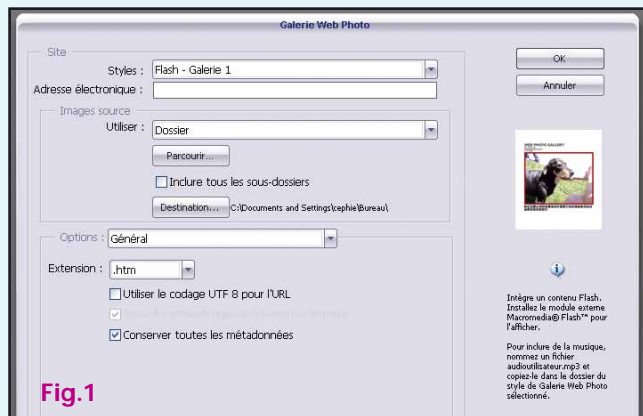 Galerie Web Photo
Site
Styles : Flash - Galerie 1
Adresse électronique :
Images source
Utiliser : Dossier
Parcourir...
Inclure tous les sous-dossiers
Destination... C:\Documents and Settings\cephie\Bureau\
Options : Général
Extension : .htm
Utiliser le codage UTF 8 pour l'URL
Conserver toutes les métadonnées
OK
Annuler
WEB PHOTO GALLERY
Intègre un contenu Flash.
Installez le module externe
Macromedia® Flash™ pour
l'afficher.
Pour inclure de la musique,
nommez un fichier
audioutilisateur.mp3 et
copiez-le dans le dossier du
style de Galerie Web Photo
sélectionné.
Fig.1